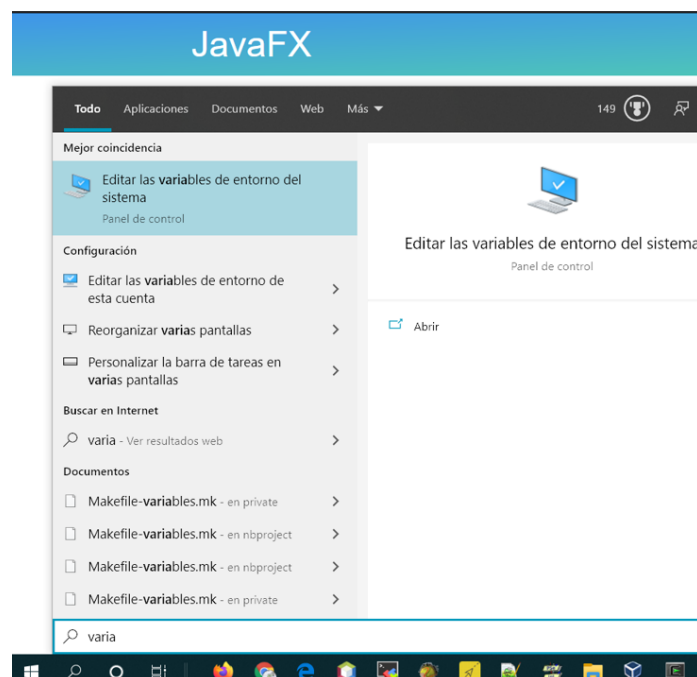 JavaFX
Todo Aplicaciones Documentos Web Más
149
Mejor coincidencia
Editar las variables de entorno del
sistema
Panel de control
Configuración
Editar las variables de entorno de
esta cuenta
Reorganizar varias pantallas
Personalizar la barra de tareas en
varias pantallas
Buscar en Internet
varia - Ver resultados web
Documentos
Makefile-variables.mk - en private
Makefile-variables.mk - en nbproject
Makefile-variables.mk - en nbproject
Makefile-variables.mk - en private
Editar las variables de entorno del sistema
Panel de control
Abrir
varia